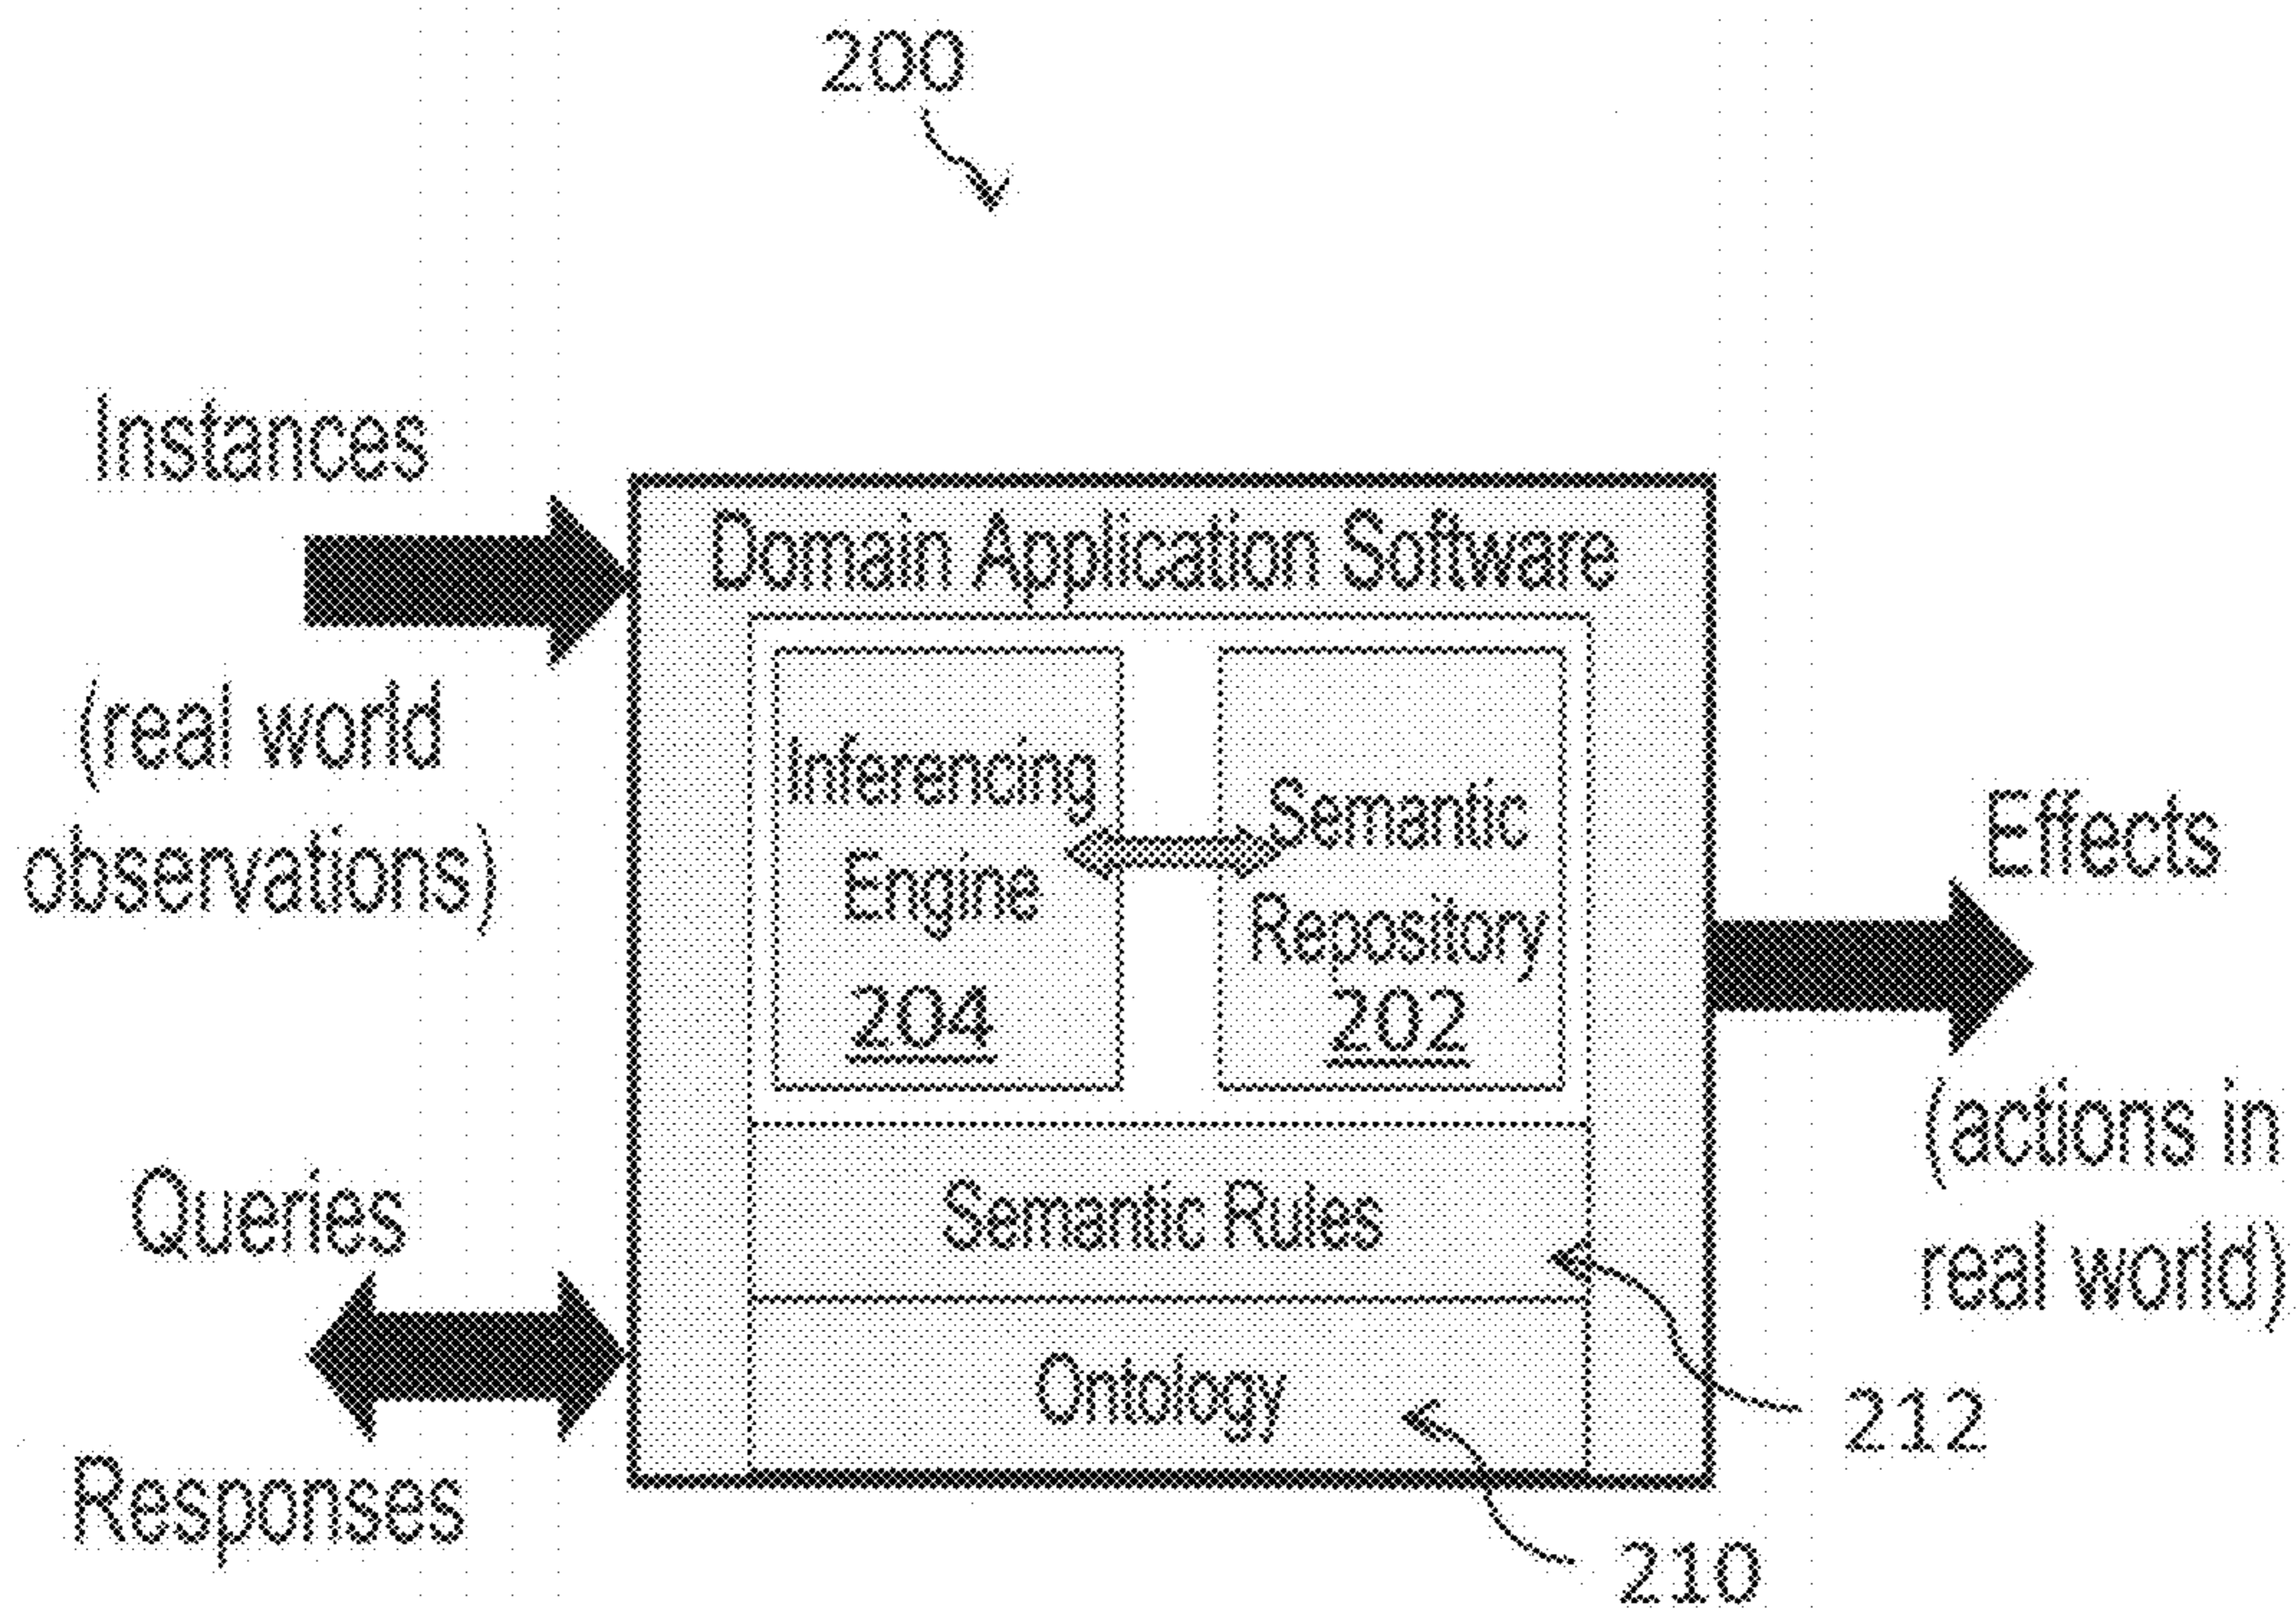 200
Instances
(real world
observations)
Queries
Responses
Domain Application Software
Inferencing
Engine
204
Semantic
Repository
202
Semantic Rules
Ontology
Effects
(actions in
real world)
212
210